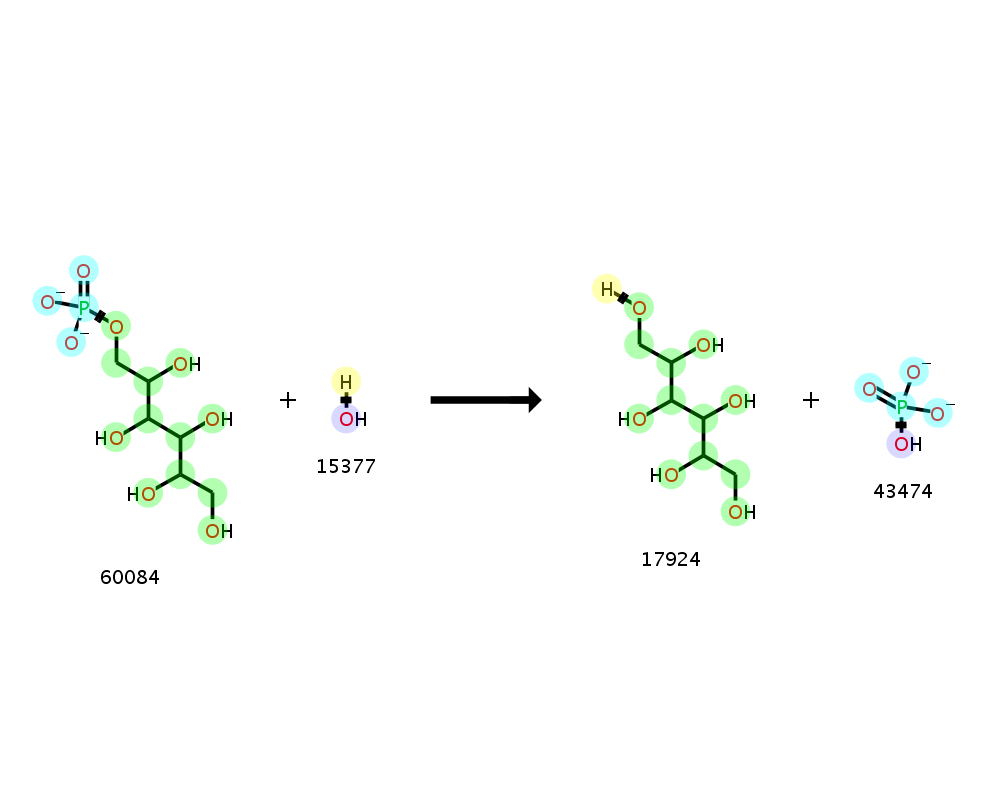 O
O⁻ P O
O⁻ OH
HO OH
HO
OH
60084
+
H
OH
15377
H O
OH
HO OH
HO
OH
17924
+
O O⁻
P O⁻
OH
43474